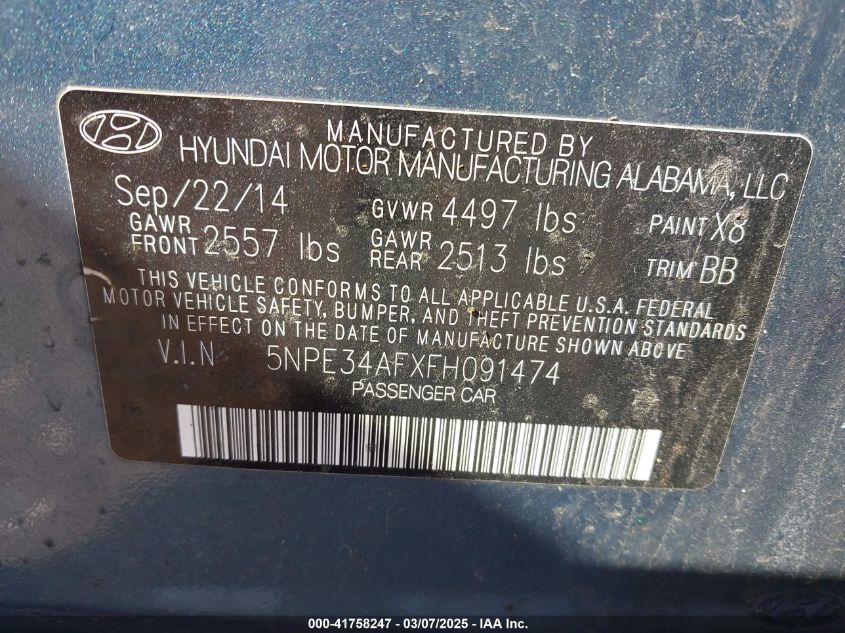 MANUFACTURED BY
HYUNDAI MOTOR MANUFACTURING ALABAMA, LLC
Sep/22/14 GVWR 4497 lbs PAINT X8
GAWR FRONT 2557 lbs GAWR REAR 2513 lbs TRIM BB
THIS VEHICLE CONFORMS TO ALL APPLICABLE U.S.A. FEDERAL
MOTOR VEHICLE SAFETY, BUMPER, AND THEFT PREVENTION STANDARDS
IN EFFECT ON THE DATE OF MANUFACTURE SHOWN ABOVE
V.I.N 5NPE34AFXFH091474
PASSENGER CAR
000-41758247 - 03/07/2025 - IAA Inc.